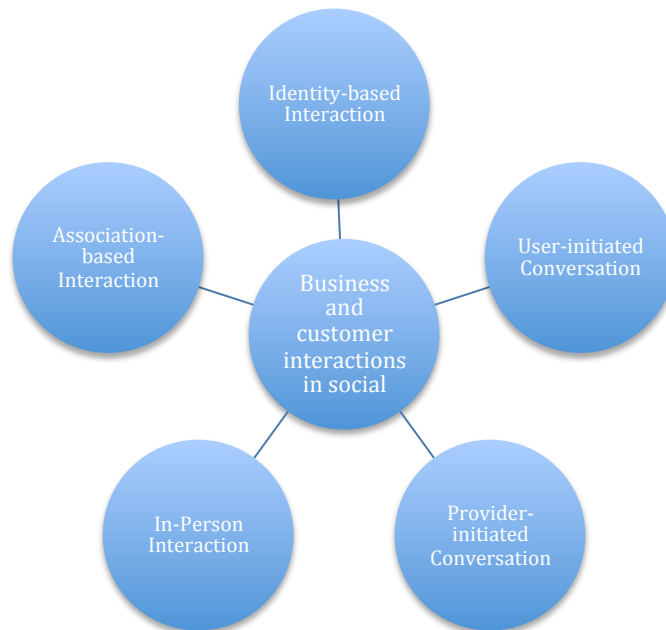 Identity-based
Interaction
Association-
based
Interaction
User-initiated
Conversation
Business
and
customer
interactions
in social
In-Person
Interaction
Provider-
initiated
Conversation